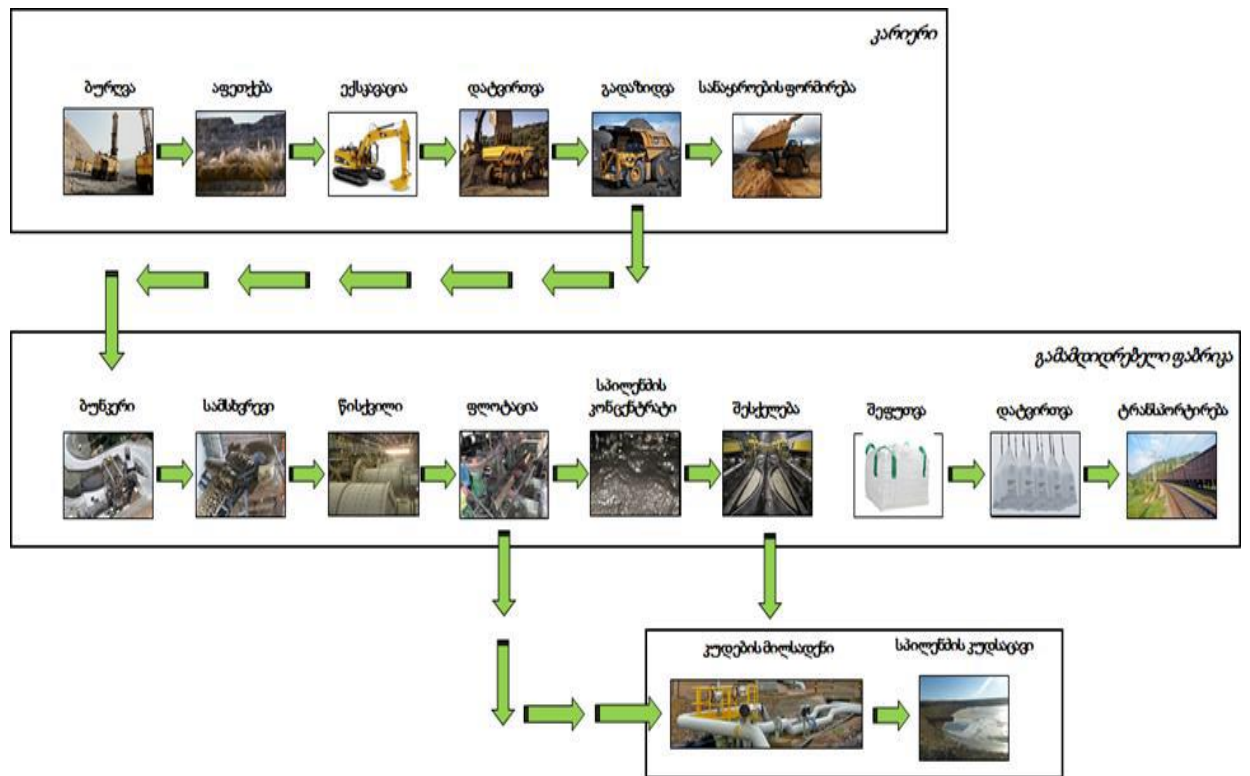 კარიერი
ბურღვა
აფეთქება
ექსკავაცია
დატვირთვა
გადაზიდვა
სანაყაროების ფორმირება
გამამდიდრებელი ფაბრიკა
ბუნკერი
სამსხვრევი
წისქვილი
ფლოტაცია
სპილენძის
კონცენტრატი
შესქელება
შეფუთვა
დატვირთვა
ტრანსპორტირება
კუდების მილსადენი
სპილენძის კუდსაცავი